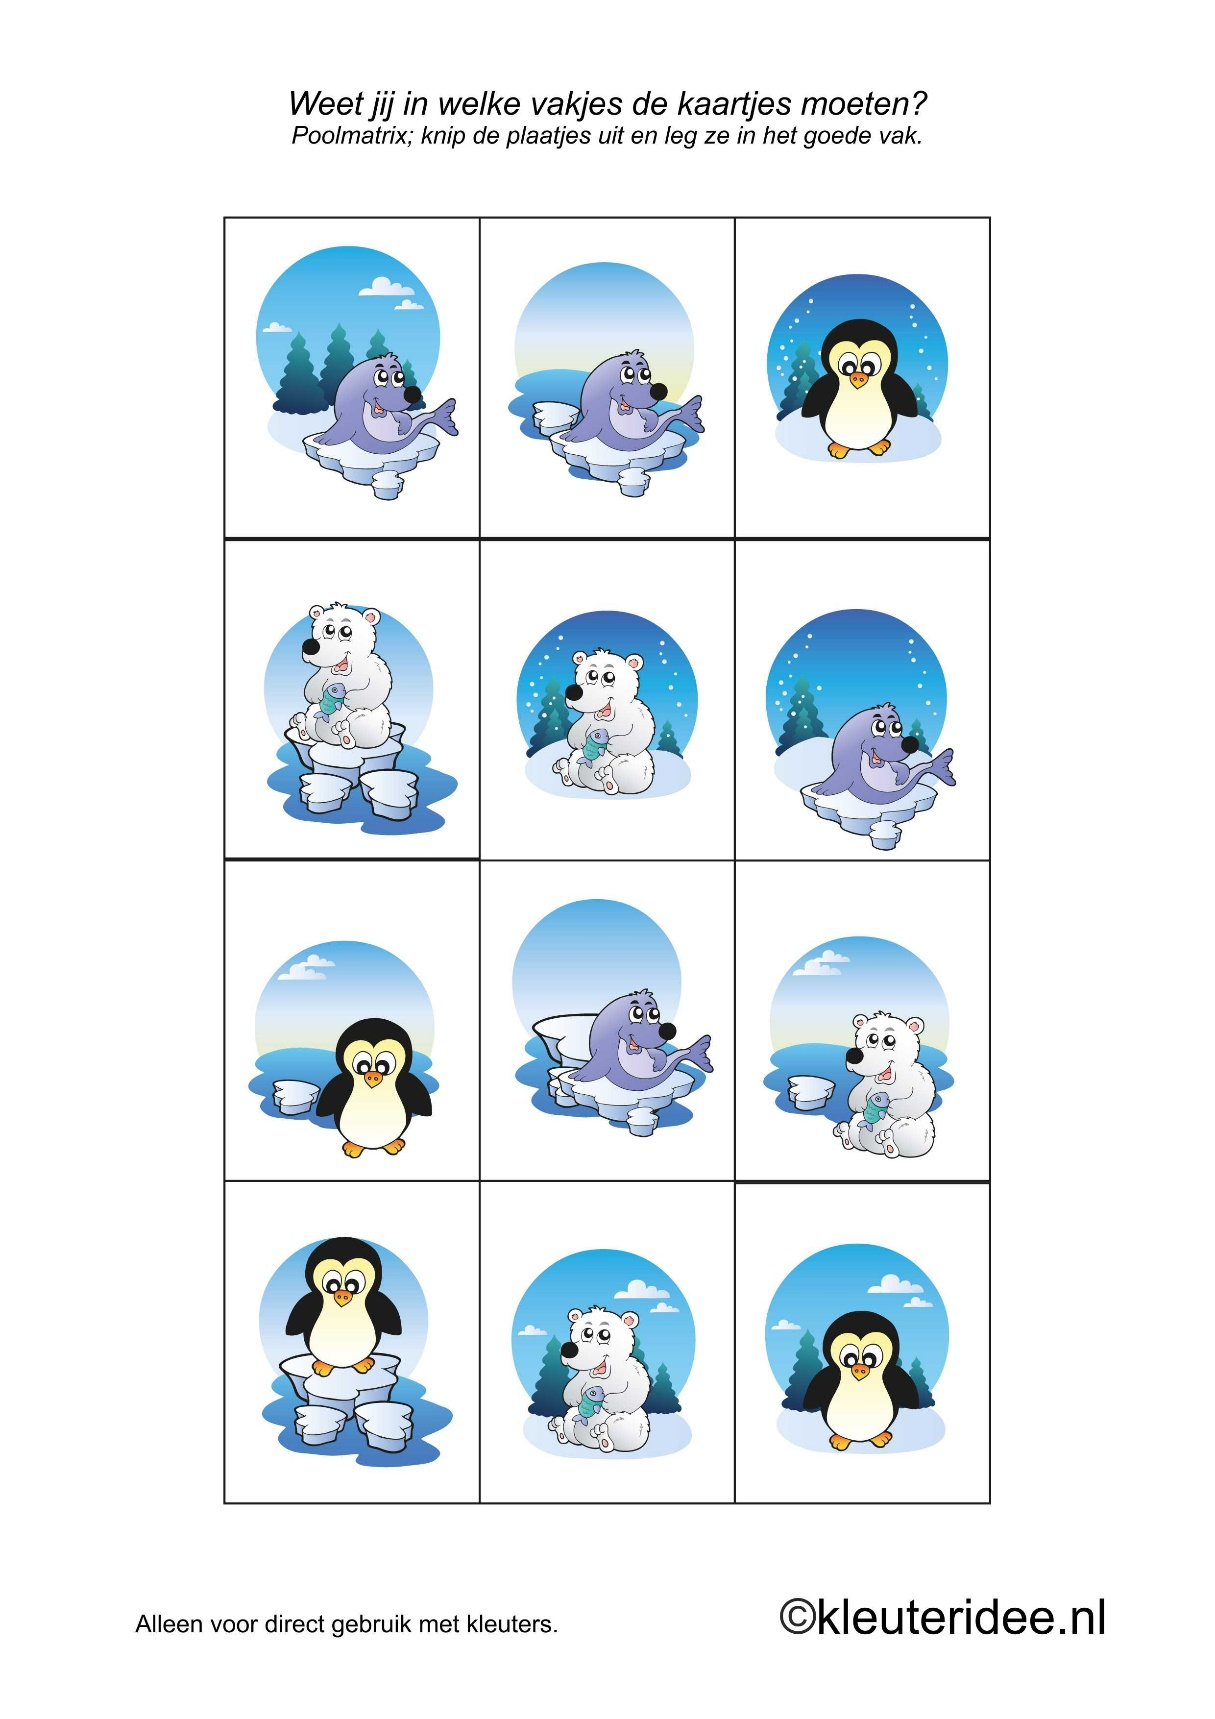 Weet jij in welke vakjes de kaartjes moeten?
Poolmatrix; knip de plaatjes uit en leg ze in het goede vak.
Alleen voor direct gebruik met kleuters.
©kleuteridee.nl